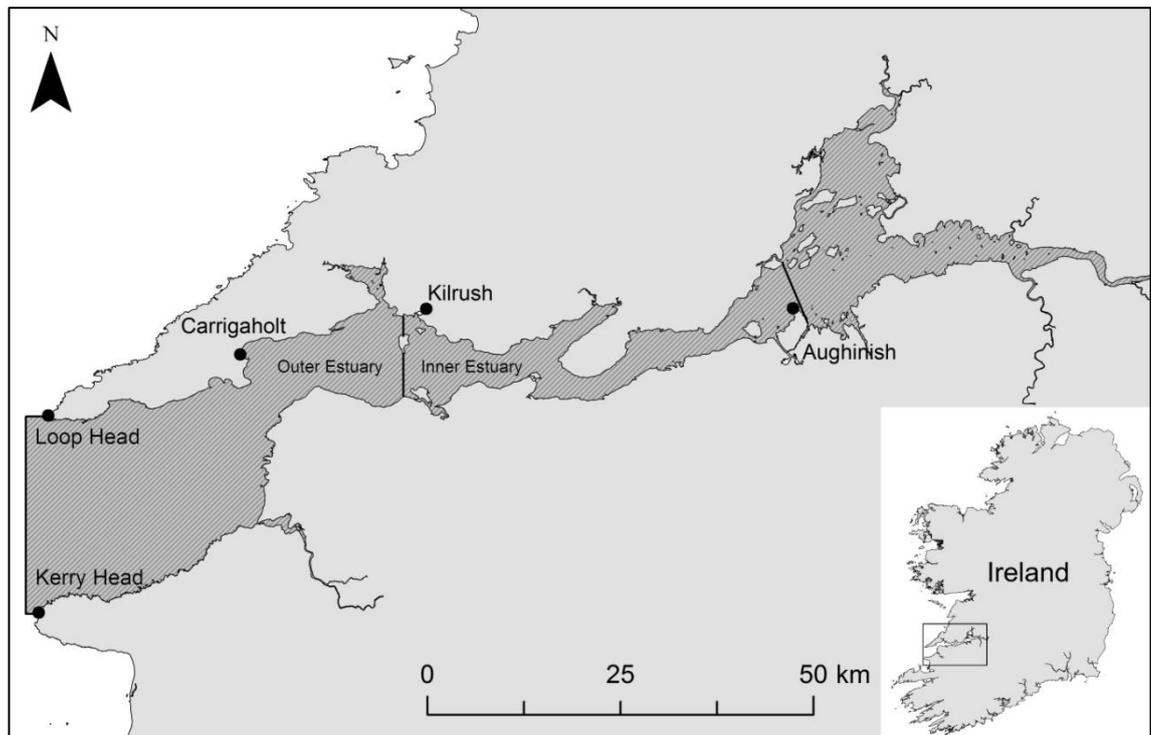 N
Kilrush
Carrigaholt
Outer Estuary
Inner Estuary
Aughinish
Loop Head
Kerry Head
Ireland
0 25 50 km